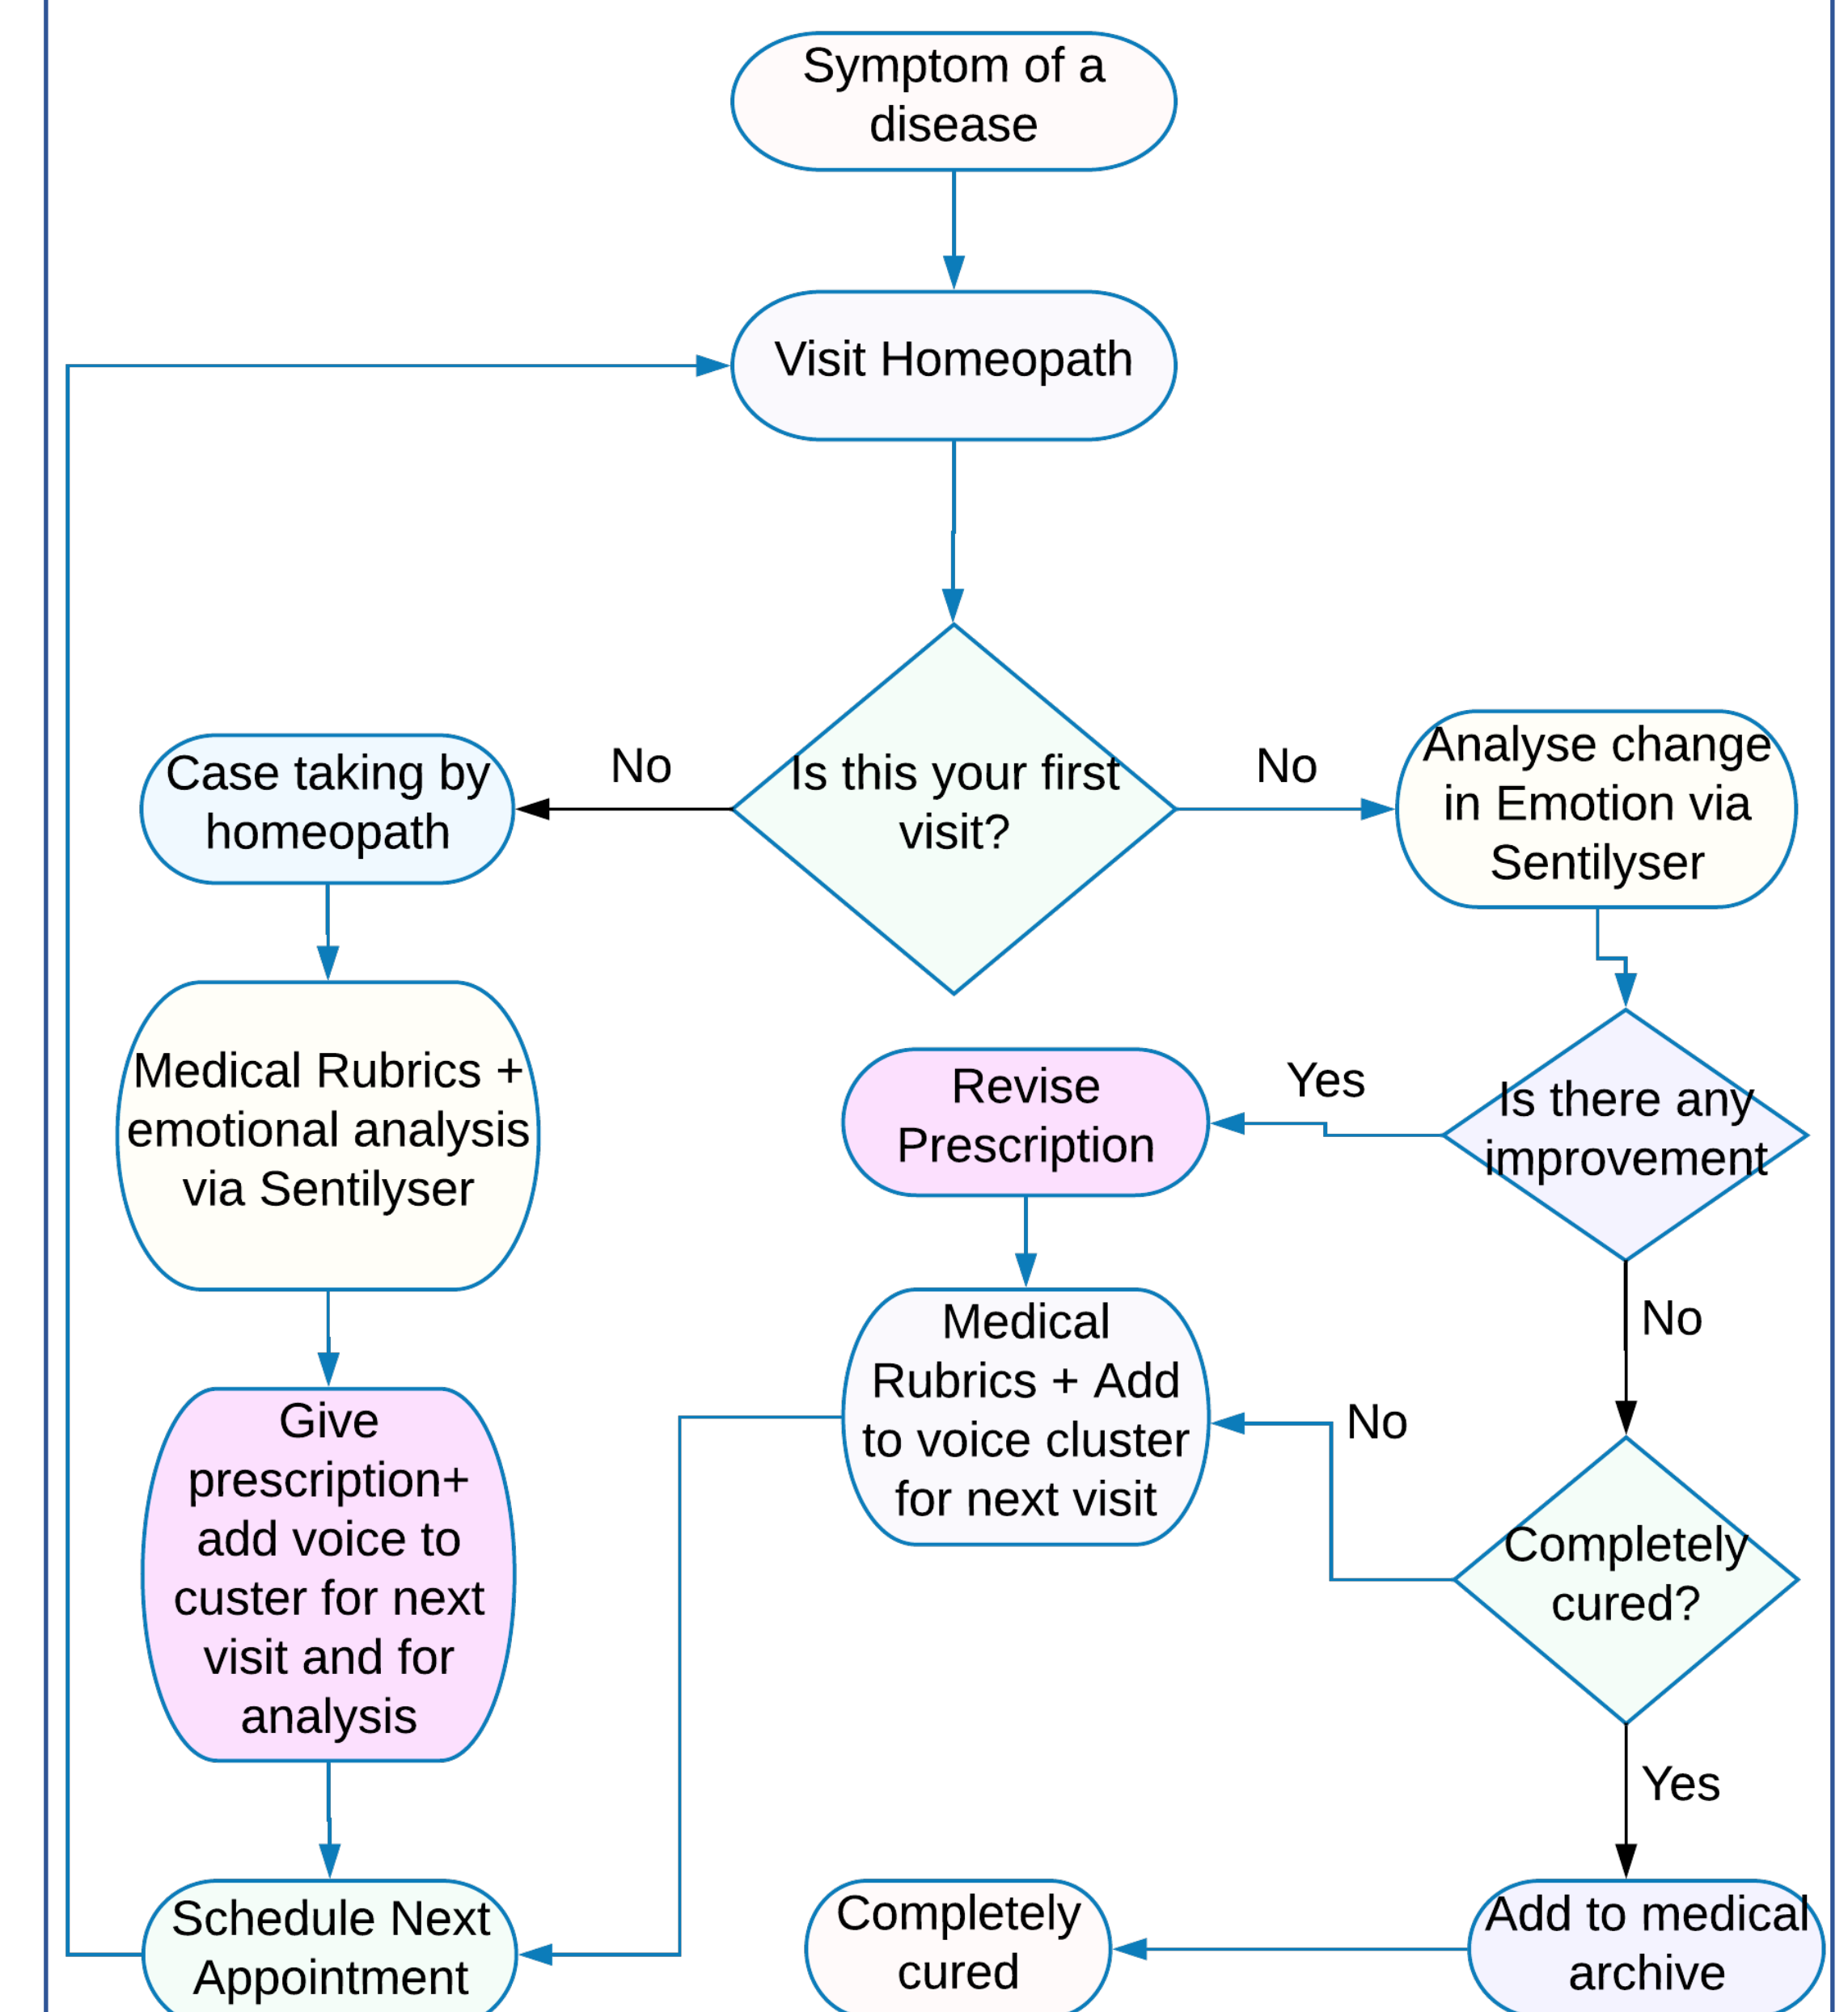 Symptom of a
disease
Visit Homeopath
Is this your first
visit?
No
No
Case taking by
homeopath
Analyse change
in Emotion via
Sentilyser
Medical Rubrics +
emotional analysis
via Sentilyser
Revise
Prescription
Yes
Is there any
improvement
No
Medical
Rubrics + Add
to voice cluster
for next visit
No
Give
prescription+
add voice to
custer for next
visit and for
analysis
Completely
cured?
Yes
Schedule Next
Appointment
Completely
cured
Add to medical
archive